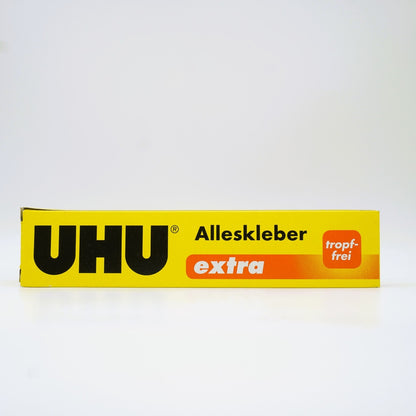 UHU®
Alleskleber
extra
tropf-
frei